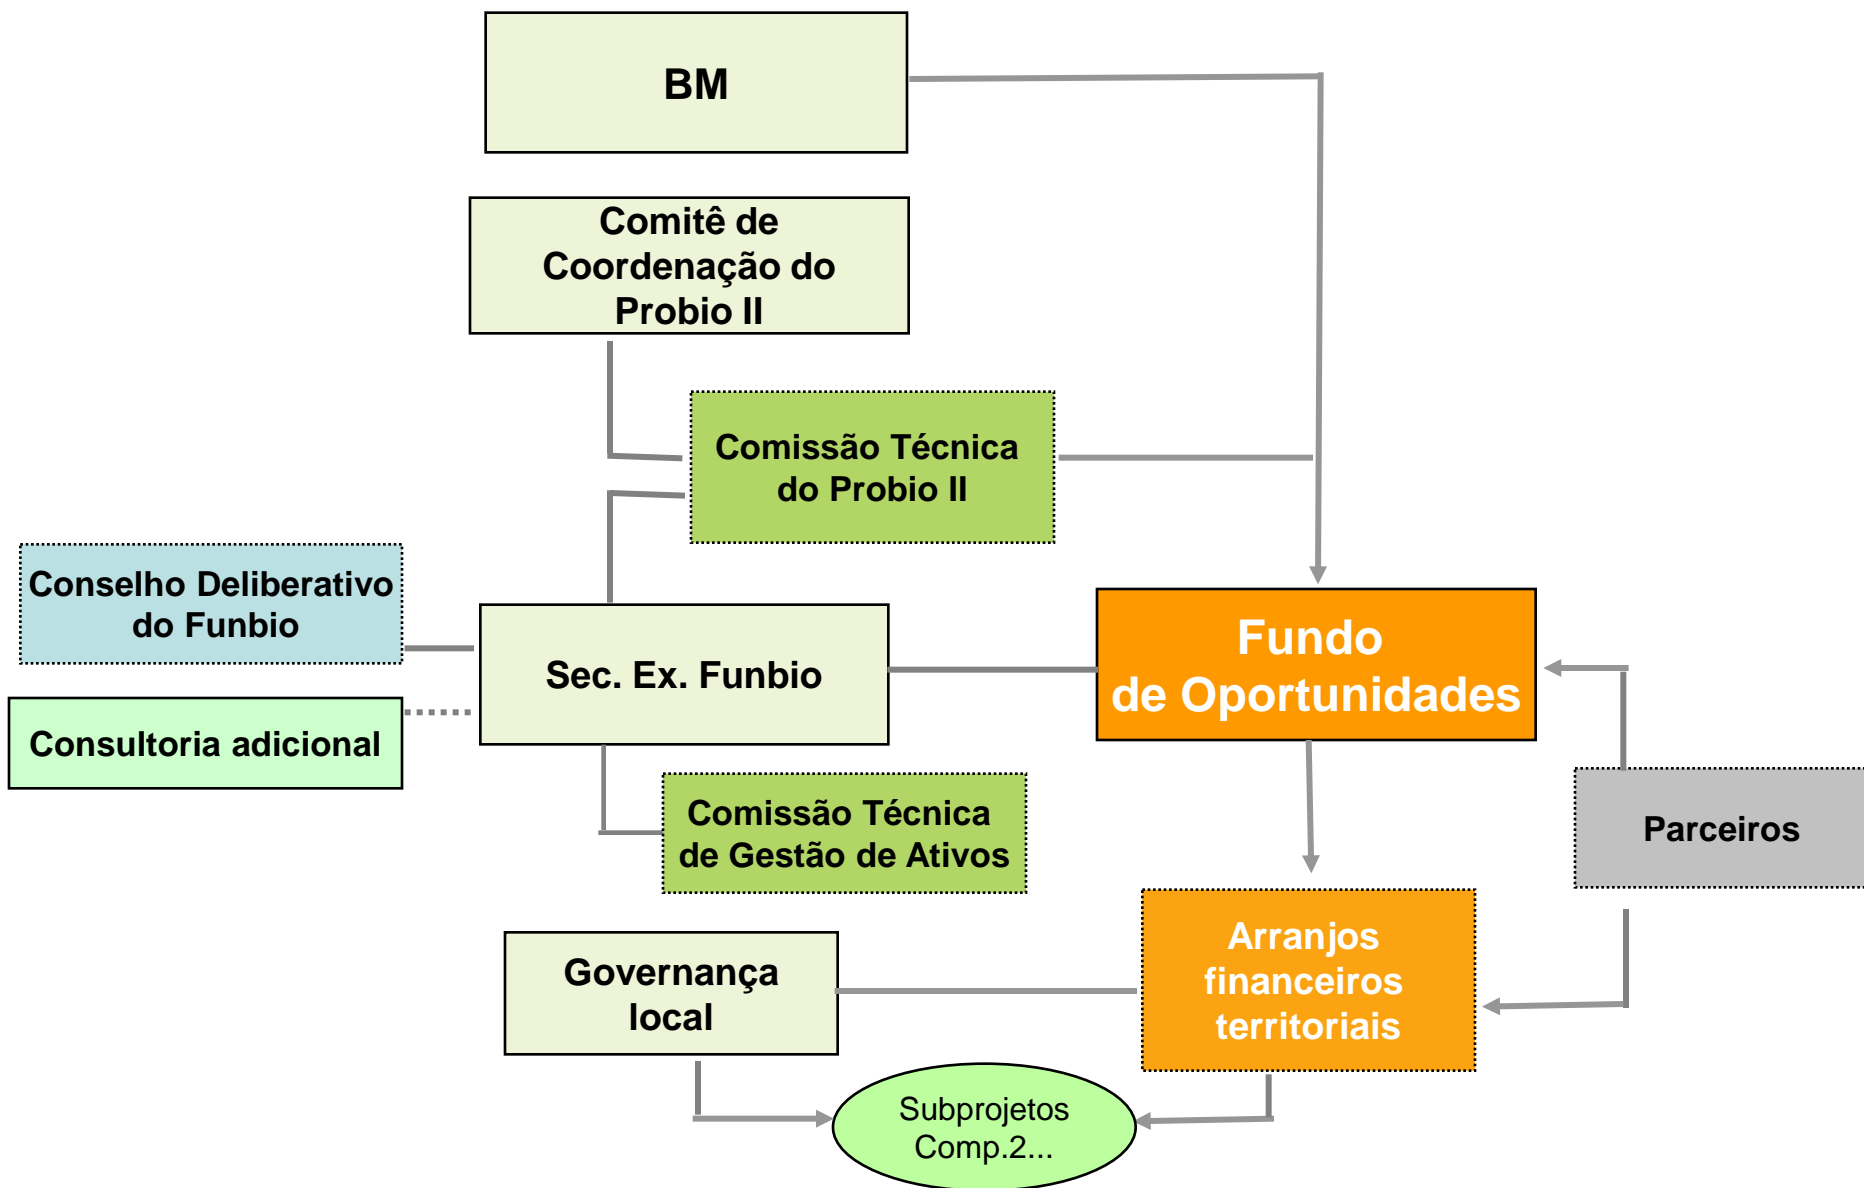 BM
Comitê de
Coordenação do
Probio II
Comissão Técnica
do Probio II
Conselho Deliberativo
do Funbio
Sec. Ex. Funbio
Fundo
de Oportunidades
Consultoria adicional
Comissão Técnica
de Gestão de Ativos
Parceiros
Governança
local
Arranjos
financeiros
territoriais
Subprojetos
Comp.2...